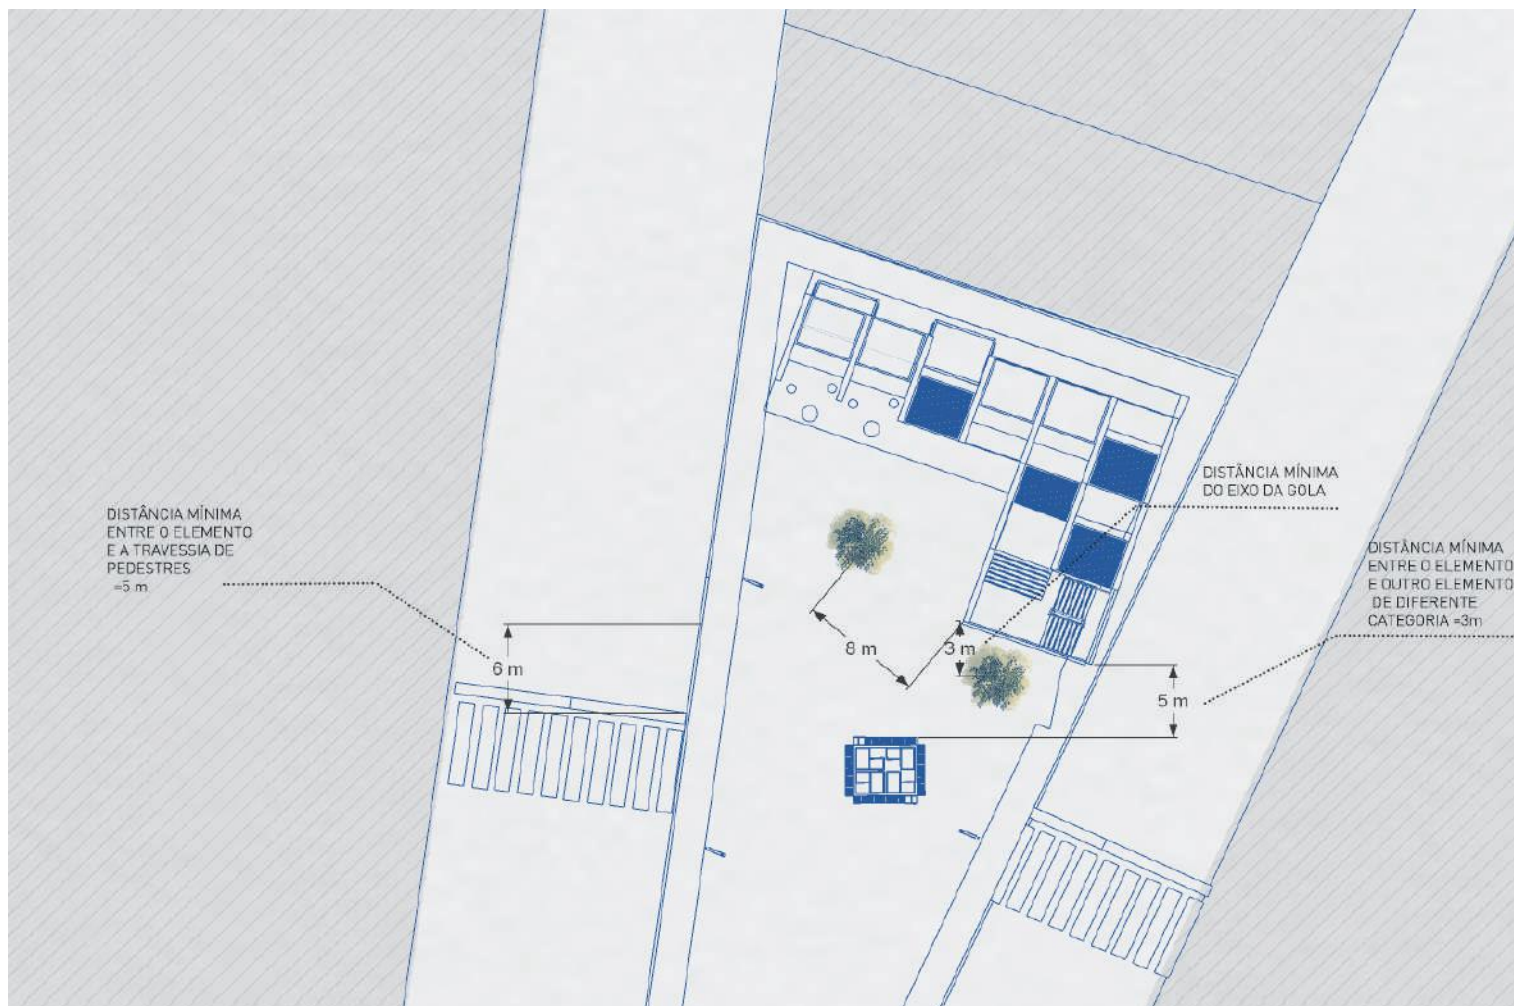 DISTÂNCIA MÍNIMA
DO EIXO DA GOLA
DISTÂNCIA MÍNIMA
ENTRE O ELEMENTO
E A TRAVESSIA DE
PEDESTRES
=5 m
DISTÂNCIA MÍNIMA
ENTRE O ELEMENTO
E OUTRO ELEMENTO
DE DIFERENTE
CATEGORIA =3m
8 m
3 m
6 m
5 m